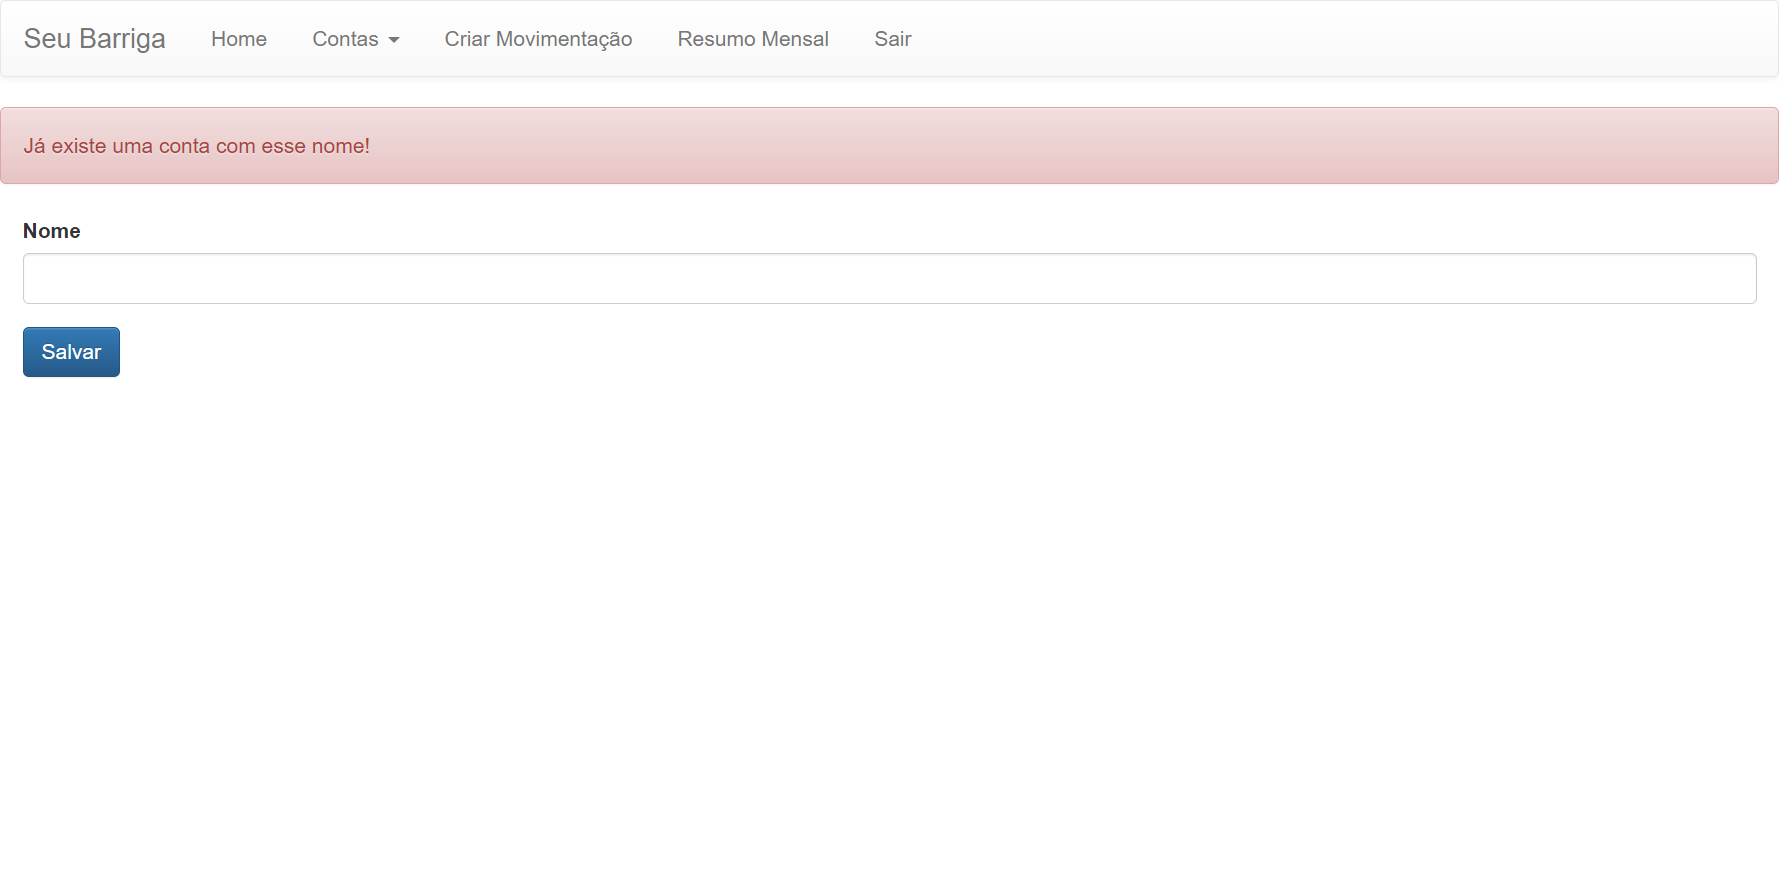 Seu Barriga Home Contas Criar Movimentação Resumo Mensal Sair
Já existe uma conta com esse nome!
Nome
Salvar